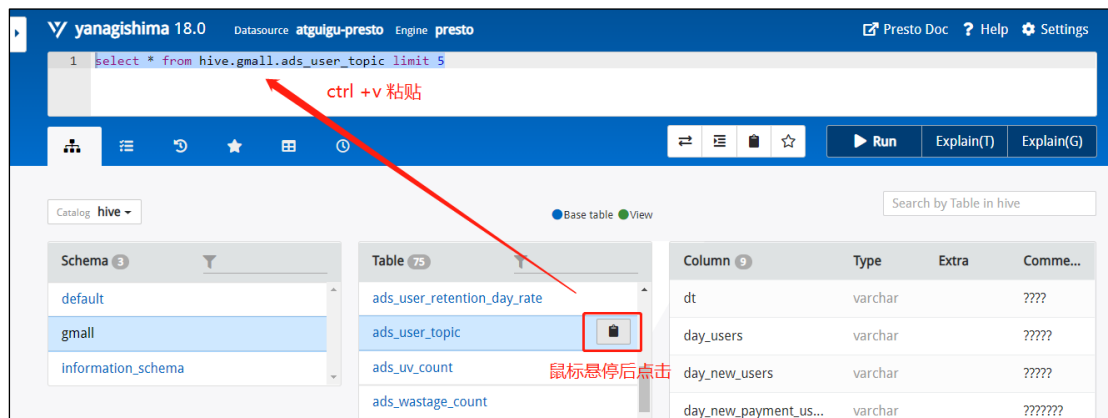 yanagishima 18.0 Datasource atguigu-presto Engine presto Presto Doc ? Help Settings
1 select * from hive.gmall.ads_user_topic limit 5
ctrl +v 粘贴
Run Explain(T) Explain(G)
Catalog hive Base table View Search by Table in hive
Schema 3 Table 75 Column 9 Type Extra Comme...
default ads_user_retention_day_rate dt varchar ????
gmall ads_user_topic day_users varchar ?????
鼠标悬停后点击
information_schema ads_uv_count day_new_users varchar ?????
ads_wastage_count day_new_payment_us... varchar ???????